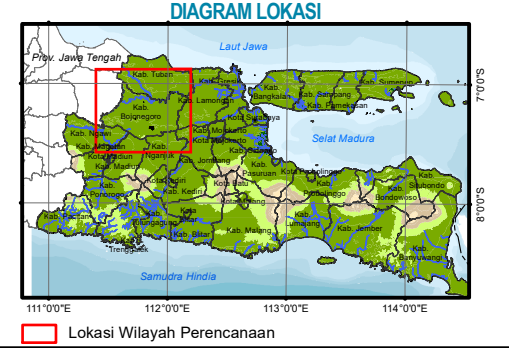 DIAGRAM LOKASI
Laut Jawa
Prov. Jawa Tengah
Kab. Tuban
Kab. Gresik
Kab. Sumenep
Kab. Bangkalan
Kab. Sampang
Kab. Pamekasan
7°0'0"S
Kab. Lamongan
Kab. Bojonegoro
Kota Surabaya
Selat Madura
Kab. Ngawi
Kab. Mojokerto
Kota Mojokerto
Kab. Sidoarjo
Kab. Magetan
Kota Madiun
Kab. Madiun
Kab. Nganjuk
Kab. Jombang
Kab. Pasuruan
Kota Probolinggo
Kab. Probolinggo
Kab. Situbondo
Kab. Bondowoso
Kab. Ponorogo
Kota Kediri
Kab. Kediri
Kota Batu
Kota Malang
8°0'0"S
Kab. Pacitan
Kab. Tulungagung
Kota Blitar
Kab. Blitar
Kab. Malang
Kab. Lumajang
Kab. Jember
Kab. Banyuwangi
Trenggalek
Samudra Hindia
111°0'0"E
112°0'0"E
113°0'0"E
114°0'0"E
Lokasi Wilayah Perencanaan